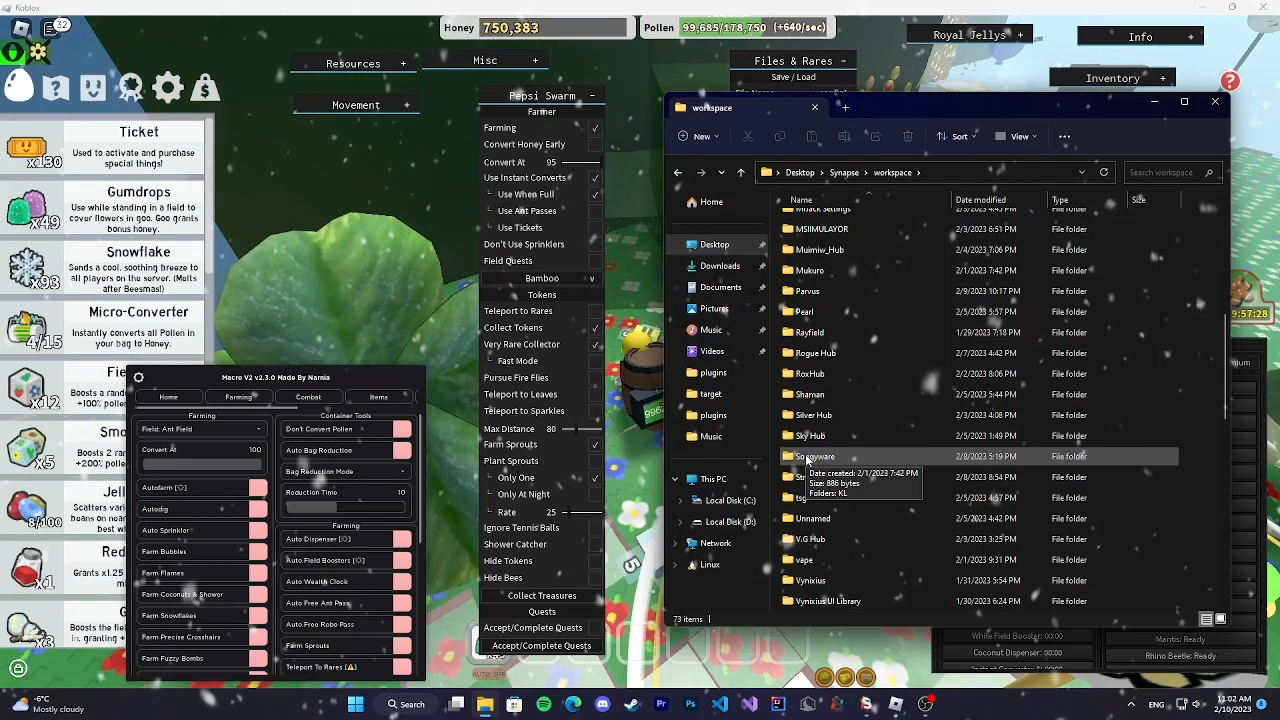 Roblox
32
Honey 750,383
Pollen 99,685/178,750 (+640/sec)
Royal Jellys +
Info +
Resources +
Misc +
Files & Rares −
Save / Load
Inventory +
Movement +
Ticket
Used to activate and purchase
special things!
x130
Gumdrops
Use while standing in a field to
cover flowers in goo. Goo grants
bonus honey.
x49
Snowflake
Sends a cool, soothing breeze to
all players on the server. (Melts
after Beesmas!)
x93
Micro-Converter
Instantly converts all Pollen in
your bag to Honey.
4/15
x12
x5
8/100
x1
Pepsi Swarm −
Farmer
Farming
Convert Honey Early
Convert At 95
Use Instant Converts
Use When Full
Use Ant Passes
Use Tickets
Don't Use Sprinklers
Field Quests
Bamboo v
Tokens
Teleport to Rares
Collect Tokens
Very Rare Collector
Fast Mode
Pursue Fire Flies
Teleport to Leaves
Teleport to Sparkles
Max Distance 80
Farm Sprouts
Plant Sprouts
Only One
Only At Night
Rate 25
Ignore Tennis Balls
Shower Catcher
Hide Tokens
Hide Bees
Collect Treasures
Quests
Accept/Complete Quests
Accept/Complete Quests
Macro V2 v2.3.0 Made By Narnia
Home Farming Combat Items
Farming
Field: Ant Field
Convert At 100
Autofarm
Autodig
Auto Sprinkler
Farm Bubbles
Farm Flames
Farm Coconuts & Shower
Farm Snowflakes
Farm Precise Crosshairs
Farm Fuzzy Bombs
Container Tools
Don't Convert Pollen
Auto Bag Reduction
Bag Reduction Mode
Reduction Time 10
Farming
Auto Dispenser
Auto Field Boosters
Auto Wealth Clock
Auto Free Ant Pass
Auto Free Robo Pass
Farm Sprouts
Teleport To Rares
workspace
New
Sort
View
Desktop > Synapse > workspace >
Search workspace
Home
Desktop
Downloads
Documents
Pictures
Music
Videos
plugins
target
plugins
Music
This PC
Local Disk (C:)
Local Disk (D:)
Network
Linux
Name Date modified Type Size
MSIIMULAYOR 2/3/2023 6:51 PM File folder
Muimiw_Hub 2/4/2023 7:06 PM File folder
Mukuro 2/1/2023 7:42 PM File folder
Parvus 2/9/2023 10:17 PM File folder
Pearl 2/5/2023 5:57 PM File folder
Rayfield 1/29/2023 7:18 PM File folder
Rogue Hub 2/7/2023 4:42 PM File folder
RoxHub 2/2/2023 8:06 PM File folder
Shaman 2/5/2023 5:44 PM File folder
Silver Hub 2/3/2023 4:08 PM File folder
Sky Hub 2/5/2023 1:49 PM File folder
2/8/2023 5:19 PM File folder
Date created: 2/1/2023 7:42 PM
Size: 886 bytes
Folders: KL
2/8/2023 8:54 PM File folder
2/5/2023 4:57 PM File folder
Unnamed 2/5/2023 4:42 PM File folder
V.G Hub 2/3/2023 3:25 PM File folder
vape 2/1/2023 9:31 PM File folder
Vynixius 1/31/2023 5:54 PM File folder
Vynixius UI Library 1/30/2023 6:24 PM File folder
73 items
9:57:28
White Field Booster: 00:00
Coconut Dispenser: 00:00
Mantis: Ready
Rhino Beetle: Ready
-5°C
Mostly cloudy
Search
ENG
11:02 AM
2/10/2023
3